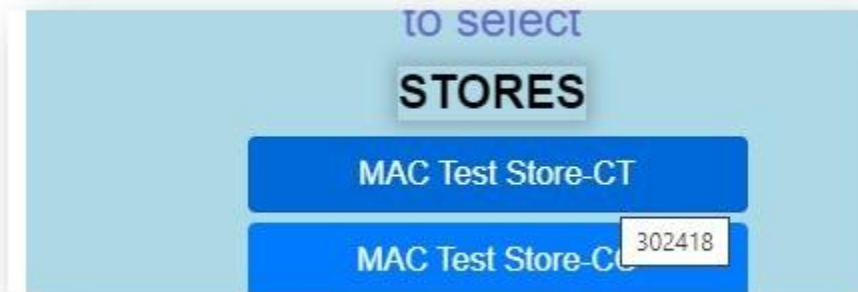 to select
STORES
MAC Test Store-CT
302418
MAC Test Store-